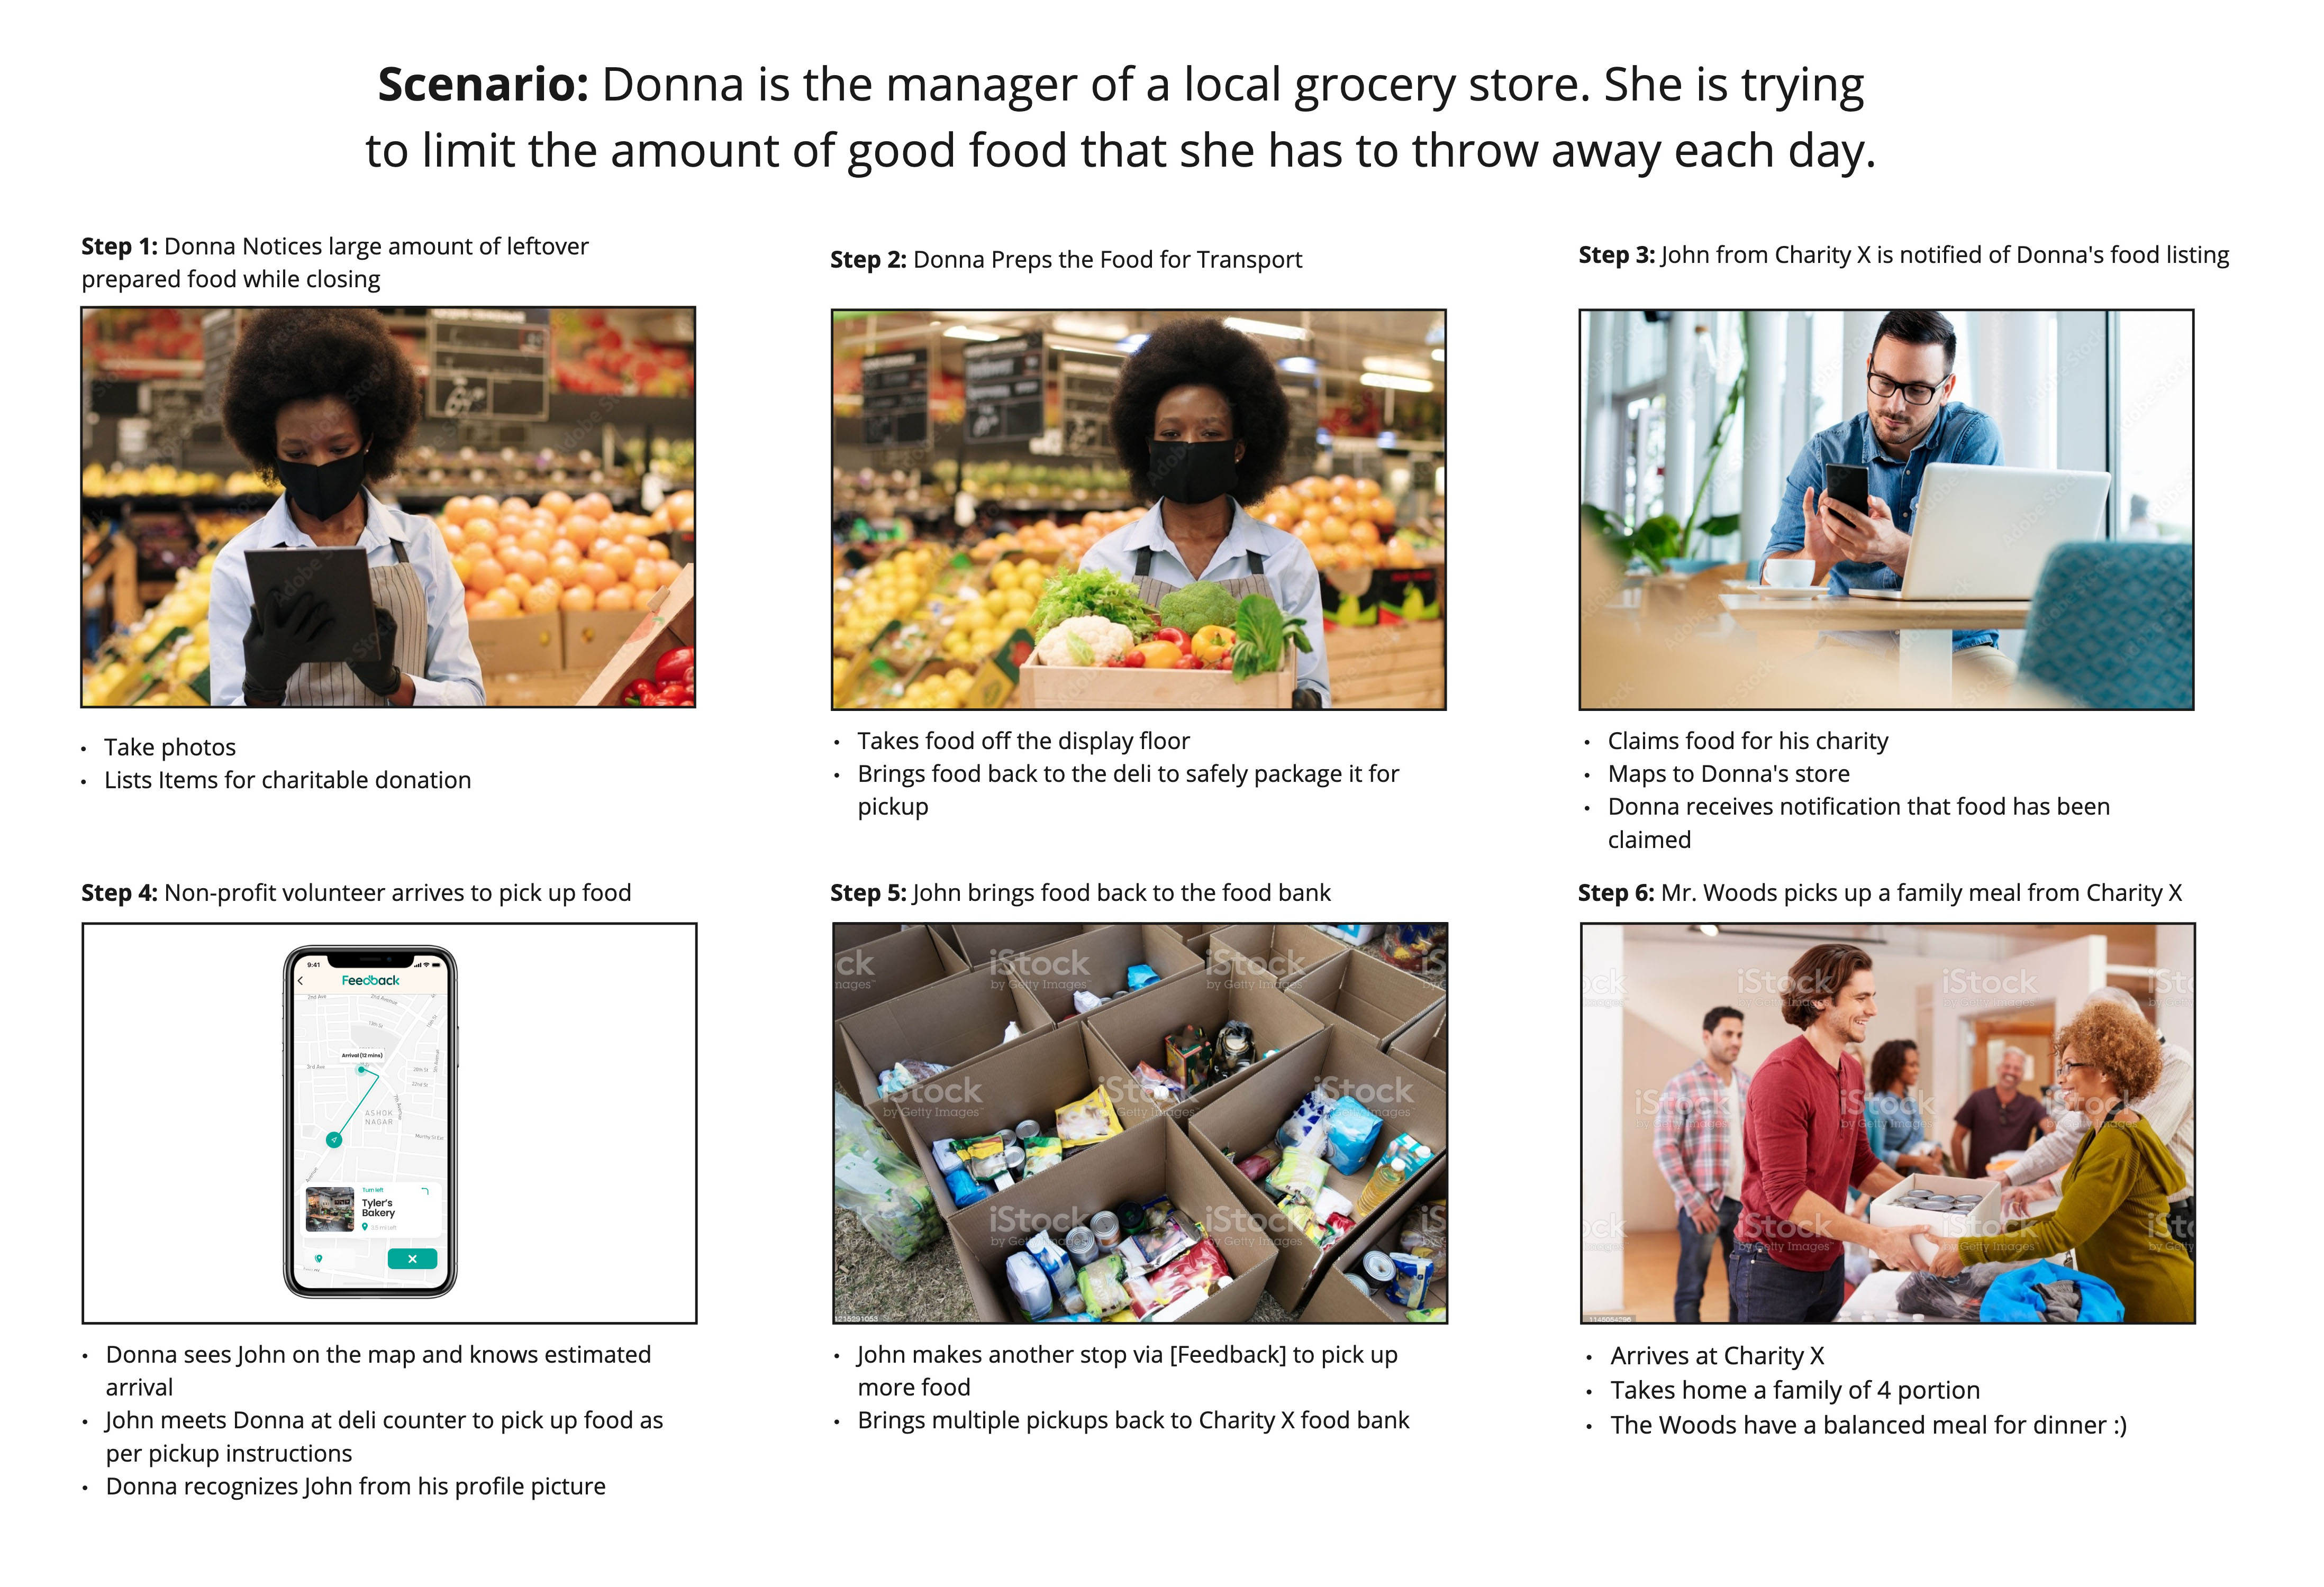 Scenario: Donna is the manager of a local grocery store. She is trying
to limit the amount of good food that she has to throw away each day.
Step 1: Donna Notices large amount of leftover
prepared food while closing
• Take photos
• Lists Items for charitable donation
Step 2: Donna Preps the Food for Transport
• Takes food off the display floor
• Brings food back to the deli to safely package it for
pickup
Step 3: John from Charity X is notified of Donna's food listing
• Claims food for his charity
• Maps to Donna's store
• Donna receives notification that food has been
claimed
Step 4: Non-profit volunteer arrives to pick up food
9:41
Feedback
2nd Ave
2nd Avenue
13th St
Arrival (12 mins)
3rd Ave
28th St
22nd St
7th Avenue
ASHOK
NAGAR
Avenue
Turn left
Tyler's
Bakery
• Donna sees John on the map and knows estimated
arrival
• John meets Donna at deli counter to pick up food as
per pickup instructions
• Donna recognizes John from his profile picture
Step 5: John brings food back to the food bank
iStock
by Getty Images™
• John makes another stop via [Feedback] to pick up
more food
• Brings multiple pickups back to Charity X food bank
Step 6: Mr. Woods picks up a family meal from Charity X
iStock
by Getty Images™
• Arrives at Charity X
• Takes home a family of 4 portion
• The Woods have a balanced meal for dinner :)